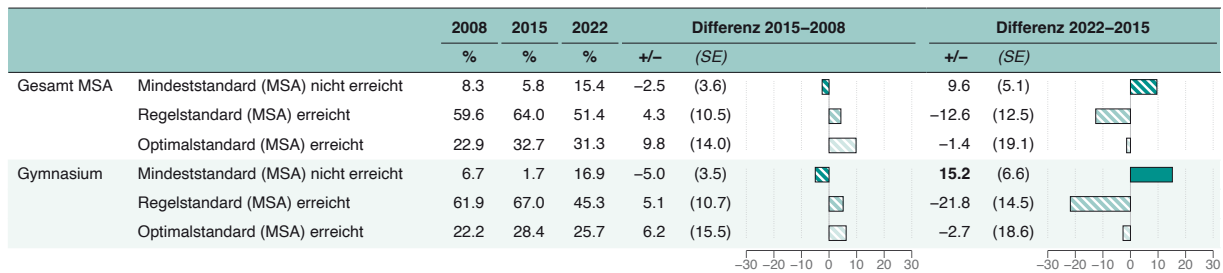 2008 2015 2022 Differenz 2015–2008 Differenz 2022–2015
% % % +/– (SE) +/– (SE)
Gesamt MSA Mindeststandard (MSA) nicht erreicht 8.3 5.8 15.4 –2.5 (3.6) 9.6 (5.1)
Regelstandard (MSA) erreicht 59.6 64.0 51.4 4.3 (10.5) –12.6 (12.5)
Optimalstandard (MSA) erreicht 22.9 32.7 31.3 9.8 (14.0) –1.4 (19.1)
Gymnasium Mindeststandard (MSA) nicht erreicht 6.7 1.7 16.9 –5.0 (3.5) 15.2 (6.6)
Regelstandard (MSA) erreicht 61.9 67.0 45.3 5.1 (10.7) –21.8 (14.5)
Optimalstandard (MSA) erreicht 22.2 28.4 25.7 6.2 (15.5) –2.7 (18.6)
–30 –20 –10 0 10 20 30 –30 –20 –10 0 10 20 30